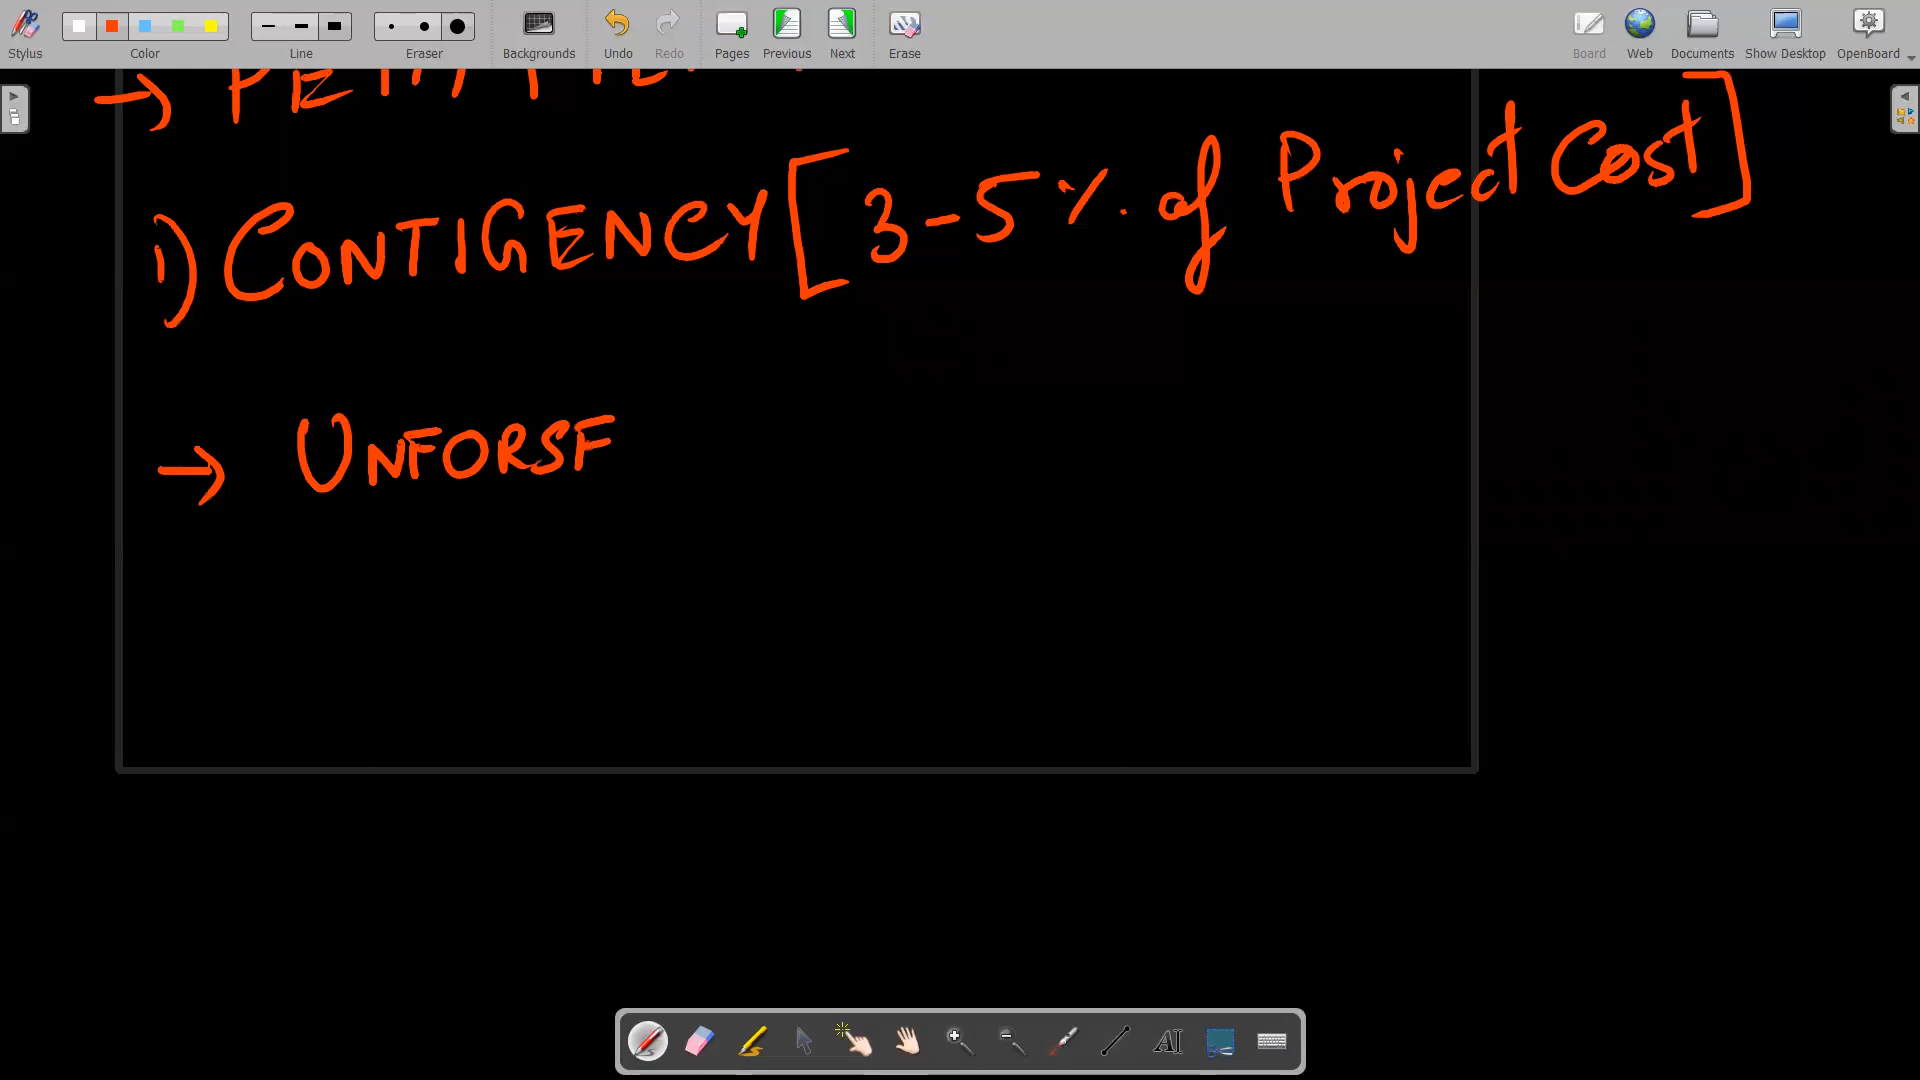 Stylus Color Line Eraser Backgrounds Undo Redo Pages Previous Next Erase Board Web Documents Show Desktop OpenBoard
→
i) CONTIGENCY [3-5%. of Project Cost]
→ UNFORSF